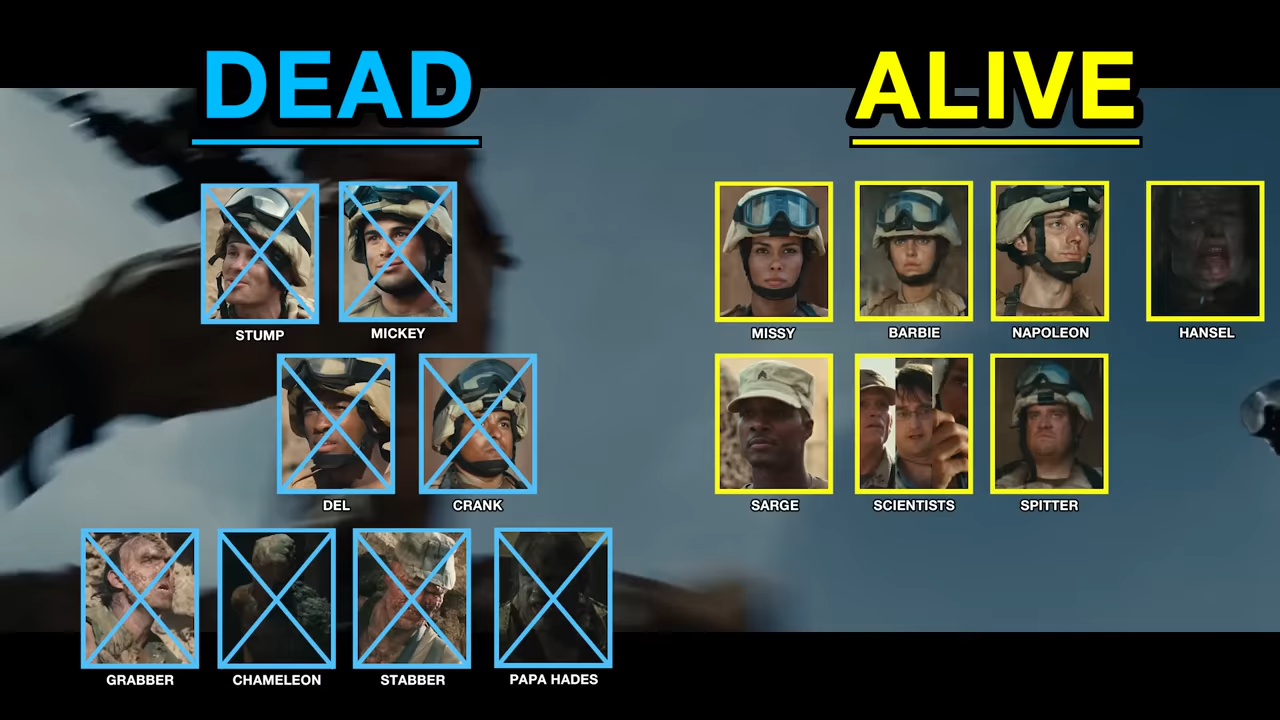 DEAD
ALIVE
STUMP
MICKEY
MISSY
BARBIE
NAPOLEON
HANSEL
DEL
CRANK
SARGE
SCIENTISTS
SPITTER
GRABBER
CHAMELEON
STABBER
PAPA HADES